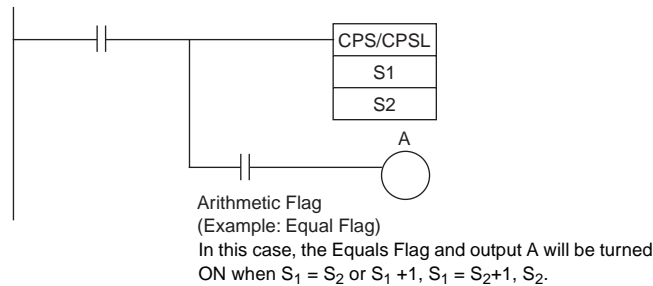 CPS/CPSL
S1
S2
A
Arithmetic Flag
(Example: Equal Flag)
In this case, the Equals Flag and output A will be turned
ON when S₁ = S₂ or S₁ +1, S₁ = S₂+1, S₂.